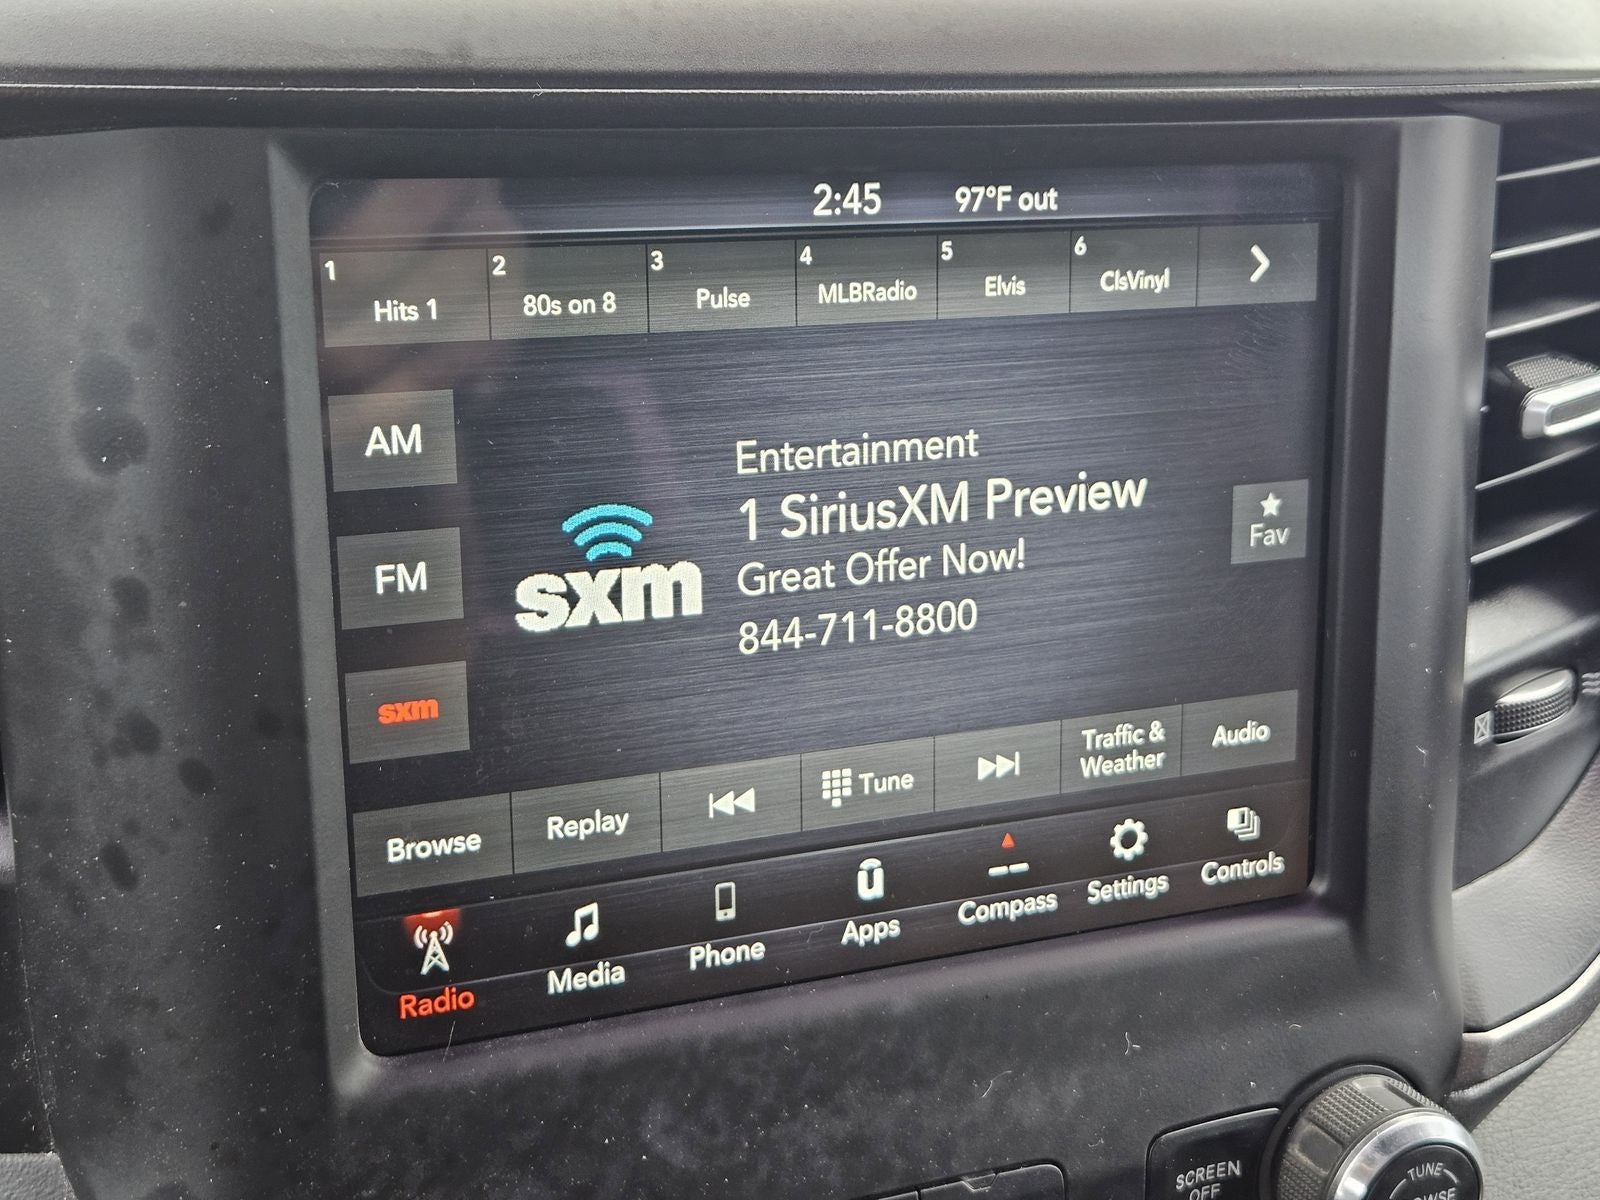 2:45 97°F out
1 Hits 1
2 80s on 8
3 Pulse
4 MLBRadio
5 Elvis
6 ClsVinyl
AM
FM
sxm
sxm
Entertainment
1 SiriusXM Preview
Great Offer Now!
844-711-8800
Fav
Browse
Replay
Tune
Traffic &
Weather
Audio
Radio
Media
Phone
Apps
Compass
Settings
Controls
SCREEN
OFF
TUNE